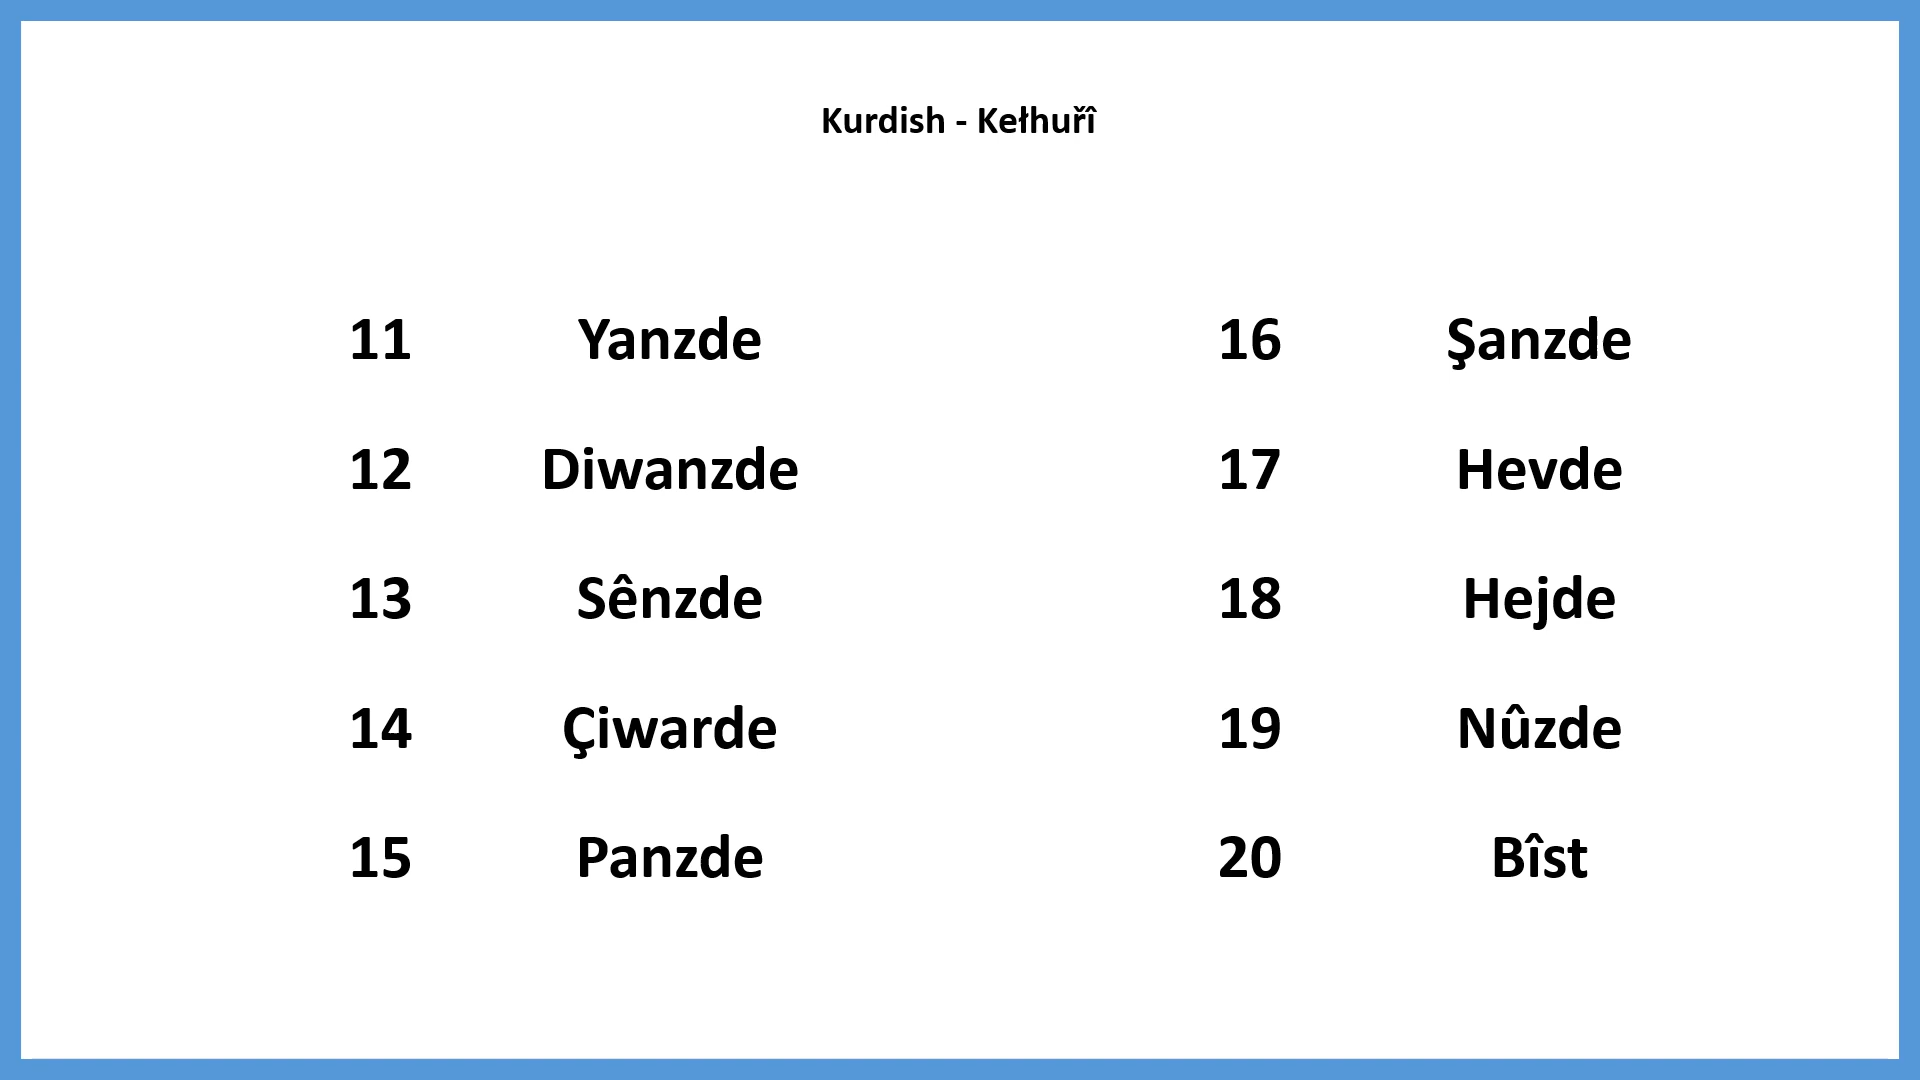 Kurdish - Kełhuřî
11 Yanzde
12 Diwanzde
13 Sênzde
14 Çiwarde
15 Panzde
16 Şanzde
17 Hevde
18 Hejde
19 Nûzde
20 Bîst